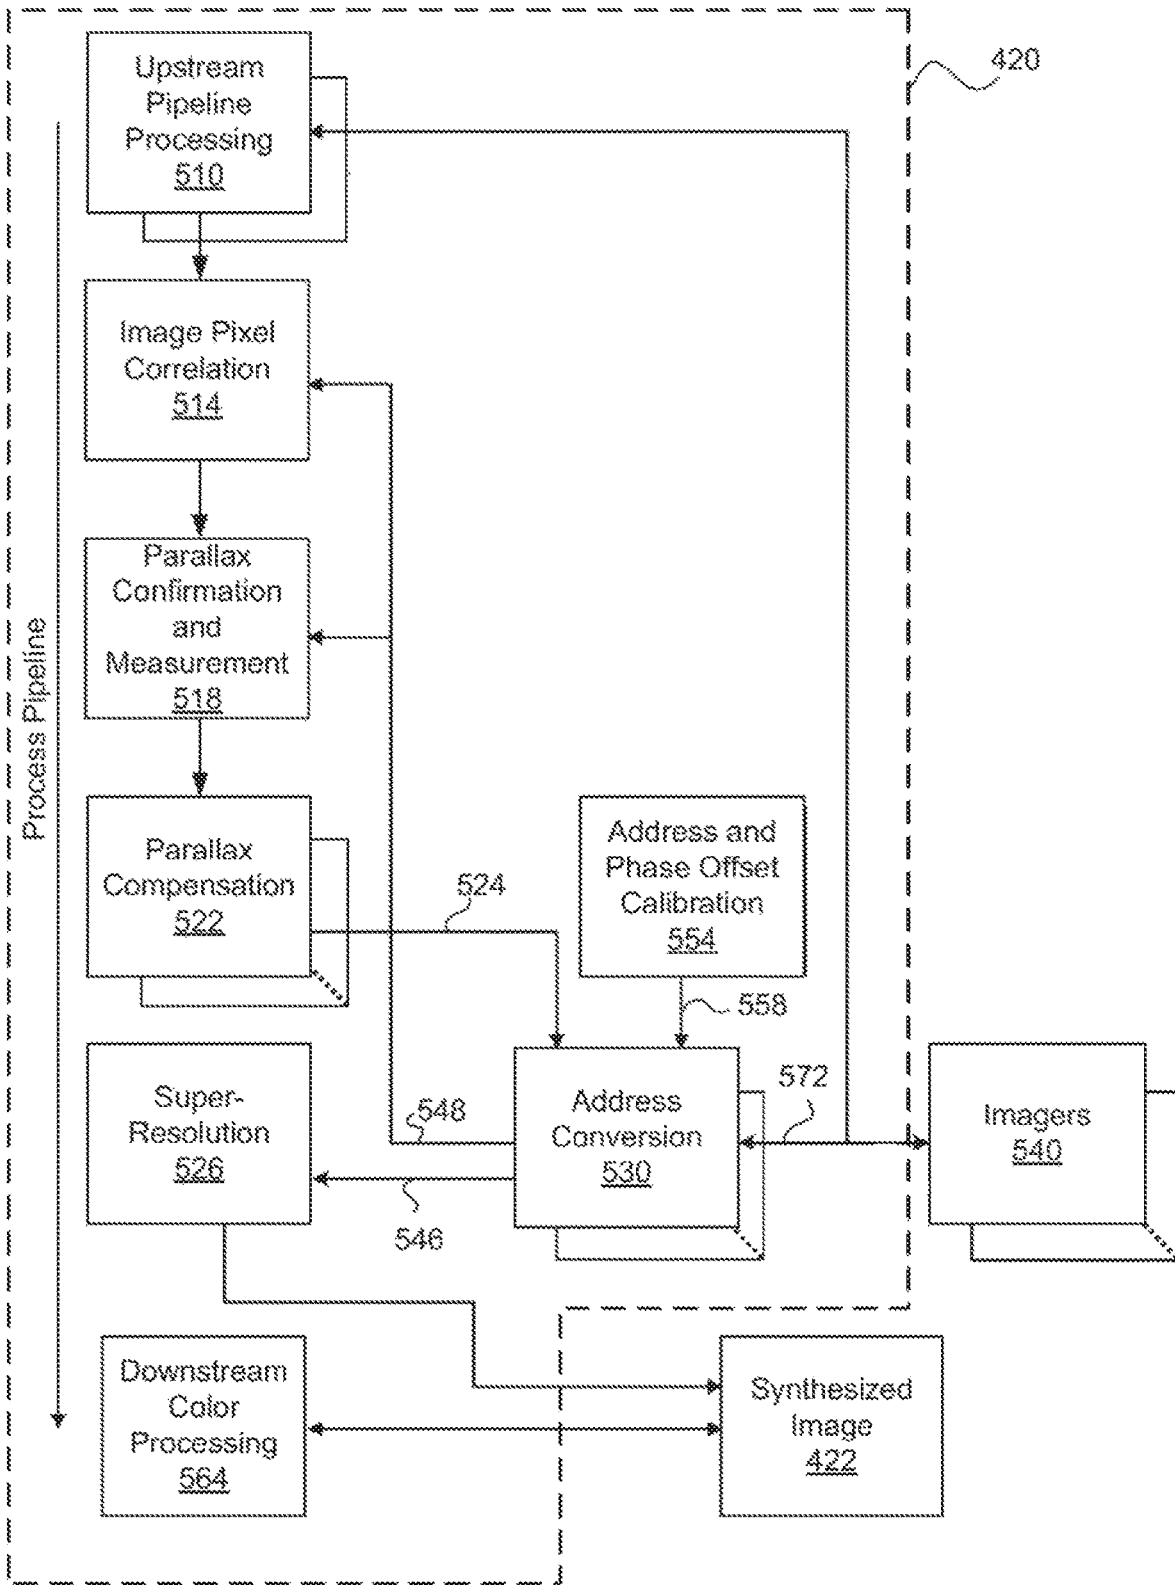 420
Upstream
Pipeline
Processing
510
Image Pixel
Correlation
514
Parallax
Confirmation
and
Measurement
518
Process Pipeline
Parallax
Compensation
522
524
Address and
Phase Offset
Calibration
554
558
Super-
Resolution
526
548
546
Address
Conversion
530
572
Imagers
540
Downstream
Color
Processing
564
Synthesized
Image
422